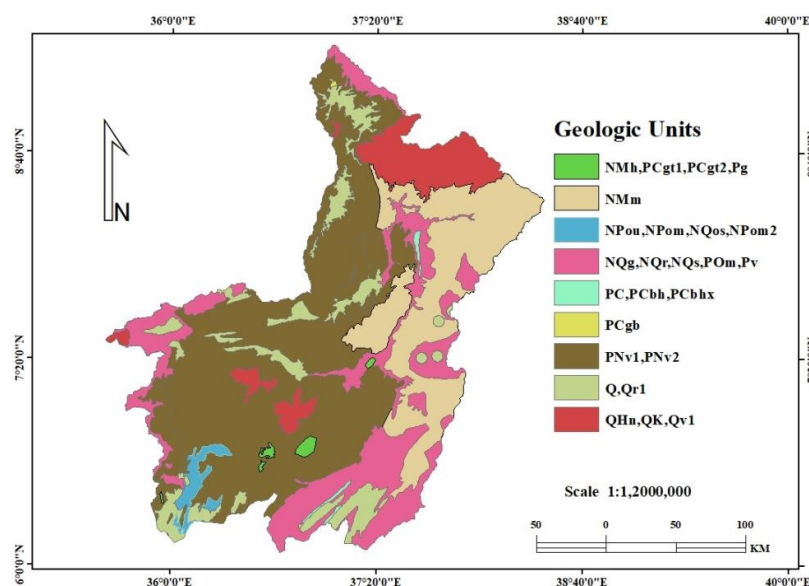 36°0'0"E 37°20'0"E 38°40'0"E 40°0'0"E
8°40'0"N
7°20'0"N
6°0'0"N
N
Geologic Units
NMh,PCgt1,PCgt2,Pg
NMm
NPou,NPom,NQos,NPom2
NQg,NQr,NQs,POm,Pv
PC,PCbh,PCbhx
PCgb
PNv1,PNv2
Q,Qr1
QHn,QK,Qv1
Scale 1:1,2000,000
50 0 50 100
KM
36°0'0"E 37°20'0"E 38°40'0"E 40°0'0"E